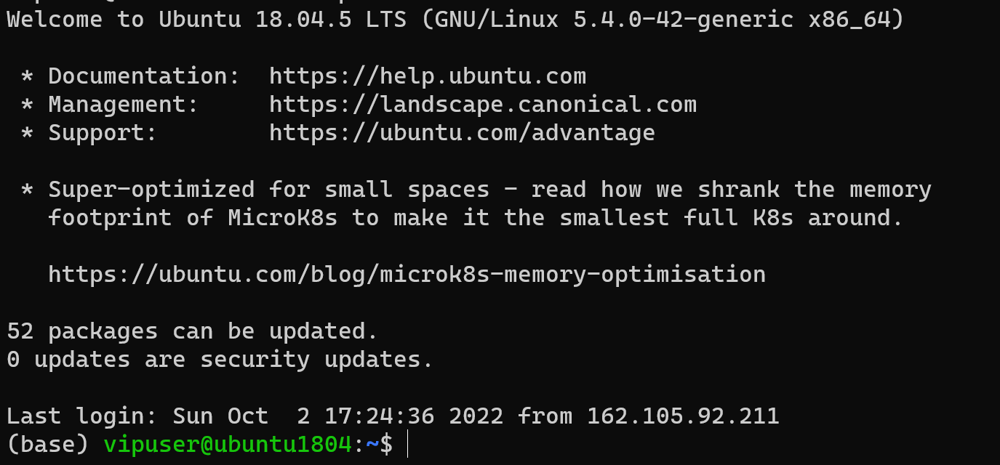 Welcome to Ubuntu 18.04.5 LTS (GNU/Linux 5.4.0-42-generic x86_64)
* Documentation:  https://help.ubuntu.com
* Management:     https://landscape.canonical.com
* Support:        https://ubuntu.com/advantage
* Super-optimized for small spaces - read how we shrank the memory
footprint of MicroK8s to make it the smallest full K8s around.
https://ubuntu.com/blog/microk8s-memory-optimisation
52 packages can be updated.
0 updates are security updates.
Last login: Sun Oct  2 17:24:36 2022 from 162.105.92.211
(base) vipuser@ubuntu1804:~$